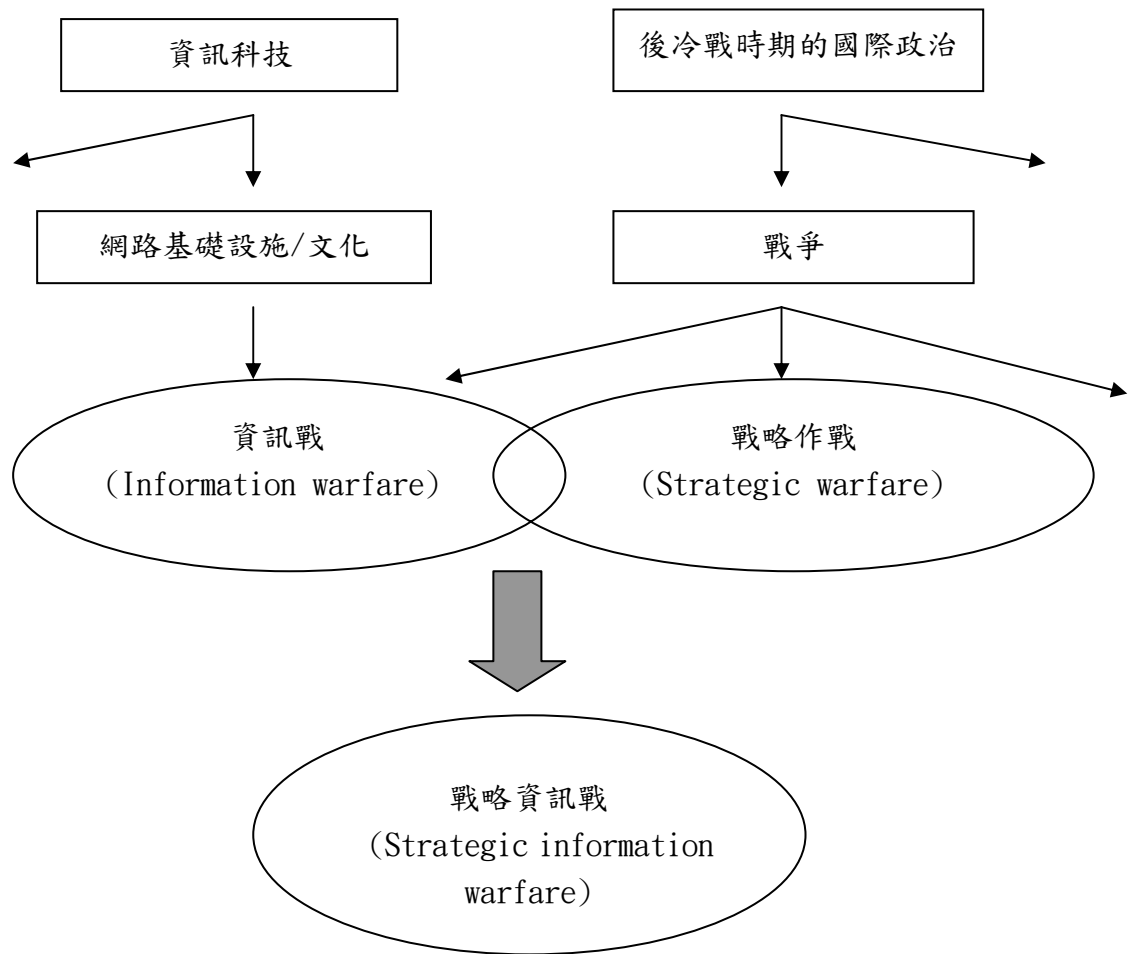 資訊科技
後冷戰時期的國際政治
網路基礎設施/文化
戰爭
資訊戰
(Information warfare)
戰略作戰
(Strategic warfare)
戰略資訊戰
(Strategic information
warfare)